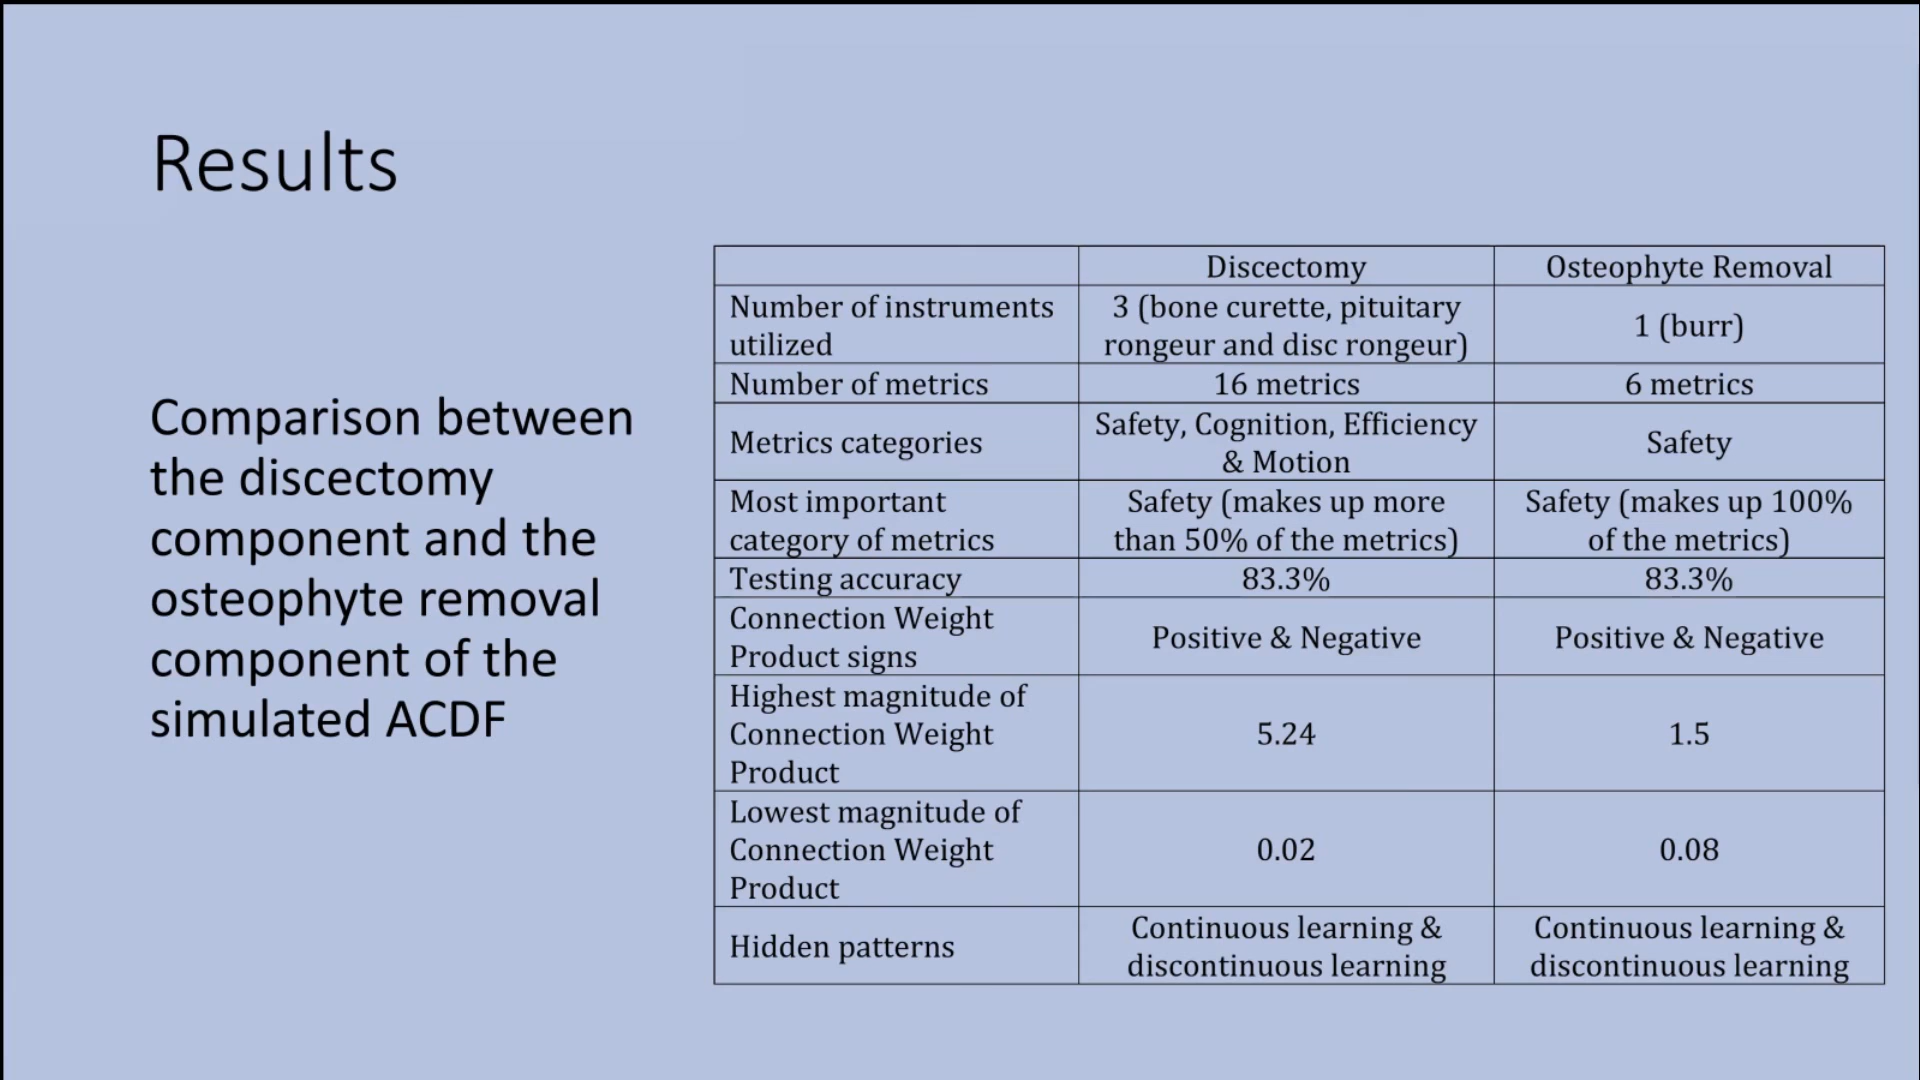 Results
Comparison between
the discectomy
component and the
osteophyte removal
component of the
simulated ACDF
Discectomy
Osteophyte Removal
Number of instruments
utilized
3 (bone curette, pituitary
rongeur and disc rongeur)
1 (burr)
Number of metrics
16 metrics
6 metrics
Metrics categories
Safety, Cognition, Efficiency
& Motion
Safety
Most important
category of metrics
Safety (makes up more
than 50% of the metrics)
Safety (makes up 100%
of the metrics)
Testing accuracy
83.3%
83.3%
Connection Weight
Product signs
Positive & Negative
Positive & Negative
Highest magnitude of
Connection Weight
Product
5.24
1.5
Lowest magnitude of
Connection Weight
Product
0.02
0.08
Hidden patterns
Continuous learning &
discontinuous learning
Continuous learning &
discontinuous learning